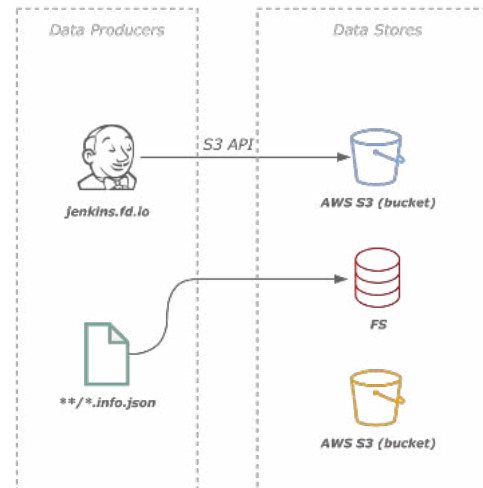 Data Producers
Data Stores
S3 API
jenkins.fd.io
AWS S3 (bucket)
FS
**/*.info.json
AWS S3 (bucket)